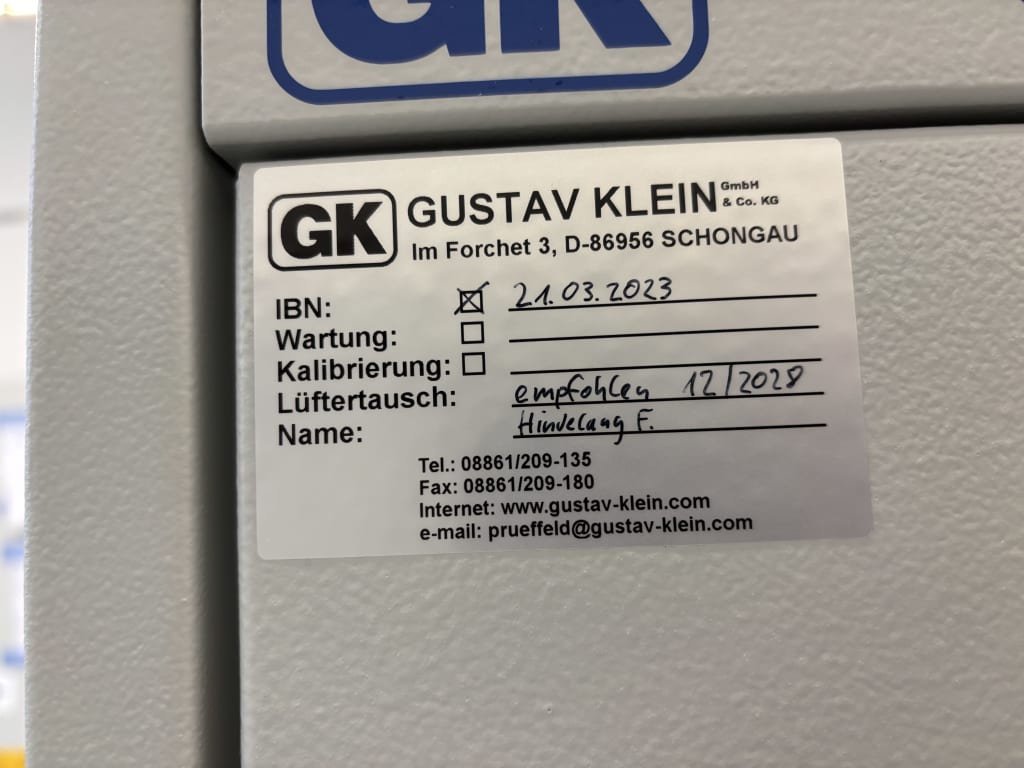 GK
GK GUSTAV KLEIN GmbH & Co. KG
Im Forchet 3, D-86956 SCHONGAU
IBN: ☒ 21.03.2023
Wartung: ☐
Kalibrierung: ☐
Lüftertausch: empfohlen 12/2028
Name: Hindelang F.
Tel.: 08861/209-135
Fax: 08861/209-180
Internet: www.gustav-klein.com
e-mail: prueffeld@gustav-klein.com